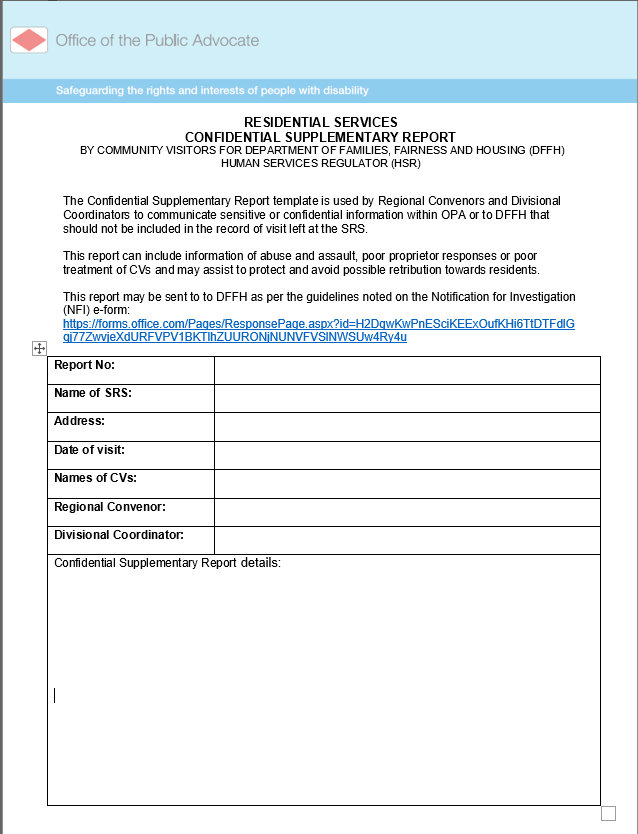 Office of the Public Advocate
Safeguarding the rights and interests of people with disability
RESIDENTIAL SERVICES
CONFIDENTIAL SUPPLEMENTARY REPORT
BY COMMUNITY VISITORS FOR DEPARTMENT OF FAMILIES, FAIRNESS AND HOUSING (DFFH)
HUMAN SERVICES REGULATOR (HSR)
The Confidential Supplementary Report template is used by Regional Convenors and Divisional
Coordinators to communicate sensitive or confidential information within OPA or to DFFH that
should not be included in the record of visit left at the SRS.
This report can include information of abuse and assault, poor proprietor responses or poor
treatment of CVs and may assist to protect and avoid possible retribution towards residents.
This report may be sent to to DFFH as per the guidelines noted on the Notification for Investigation
(NFI) e-form:
https://forms.office.com/Pages/ResponsePage.aspx?id=
Report No:
Name of SRS:
Address:
Date of visit:
Names of CVs:
Regional Convenor:
Divisional Coordinator:
Confidential Supplementary Report details: